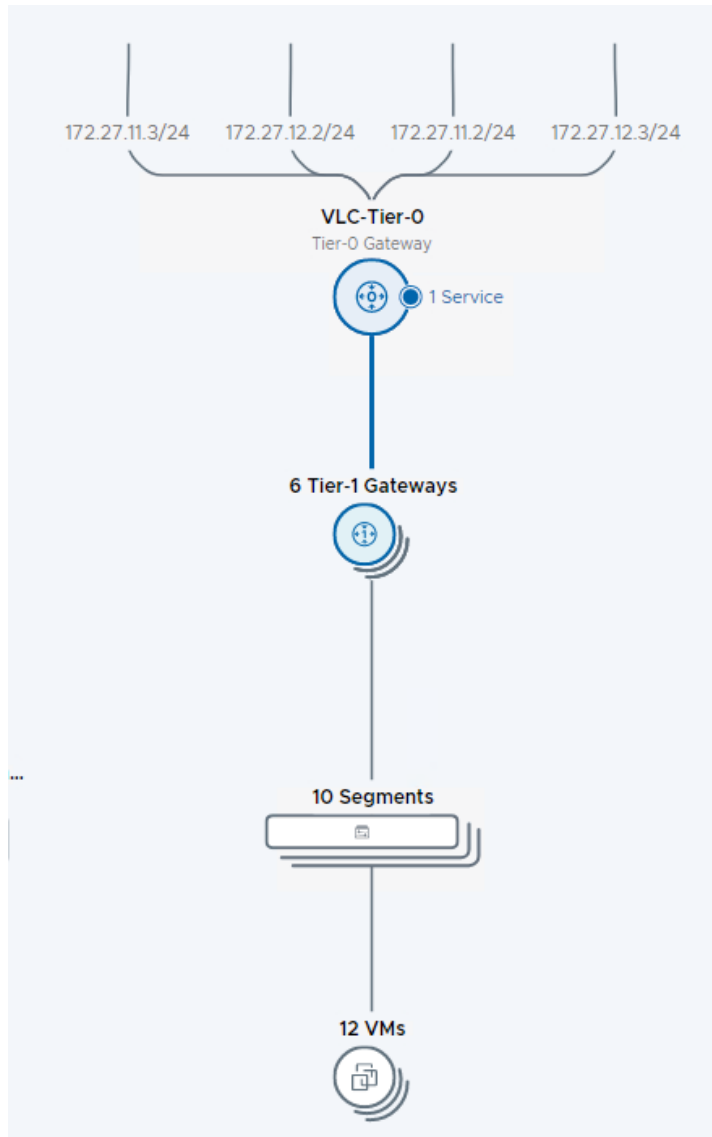 172.27.11.3/24 172.27.12.2/24 172.27.11.2/24 172.27.12.3/24
VLC-Tier-0
Tier-0 Gateway
1 Service
6 Tier-1 Gateways
...
10 Segments
12 VMs